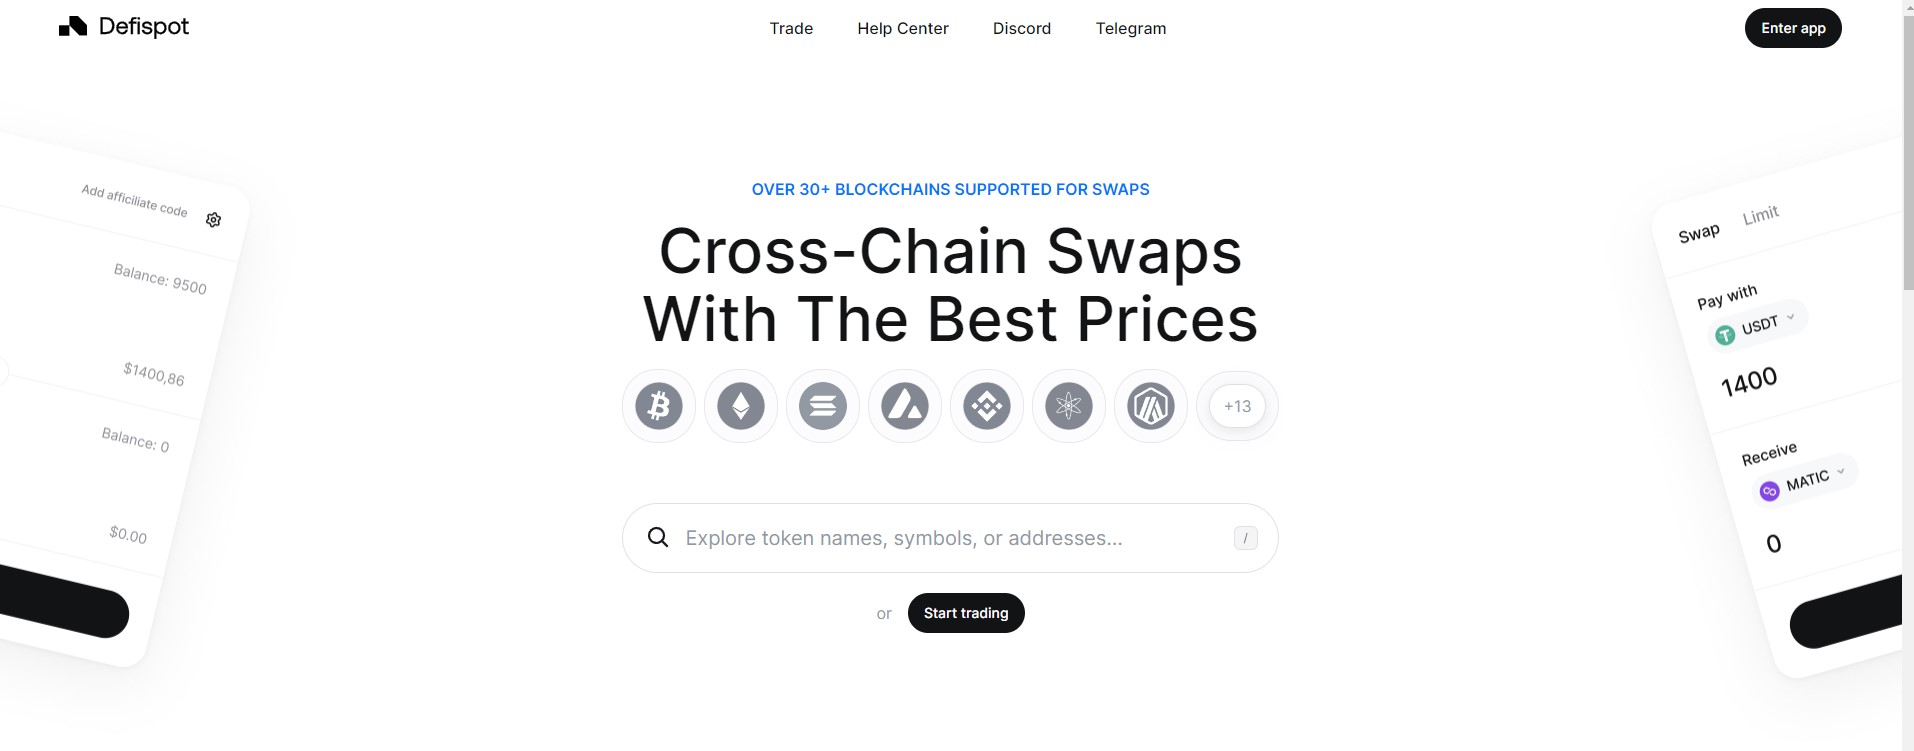 Defispot
Trade
Help Center
Discord
Telegram
Enter app
Add afficiliate code
Balance: 9500
$1400,86
Balance: 0
$0.00
OVER 30+ BLOCKCHAINS SUPPORTED FOR SWAPS
Cross-Chain Swaps
With The Best Prices
+13
Explore token names, symbols, or addresses...
/
or
Start trading
Swap
Limit
Pay with
USDT
1400
Receive
MATIC
0